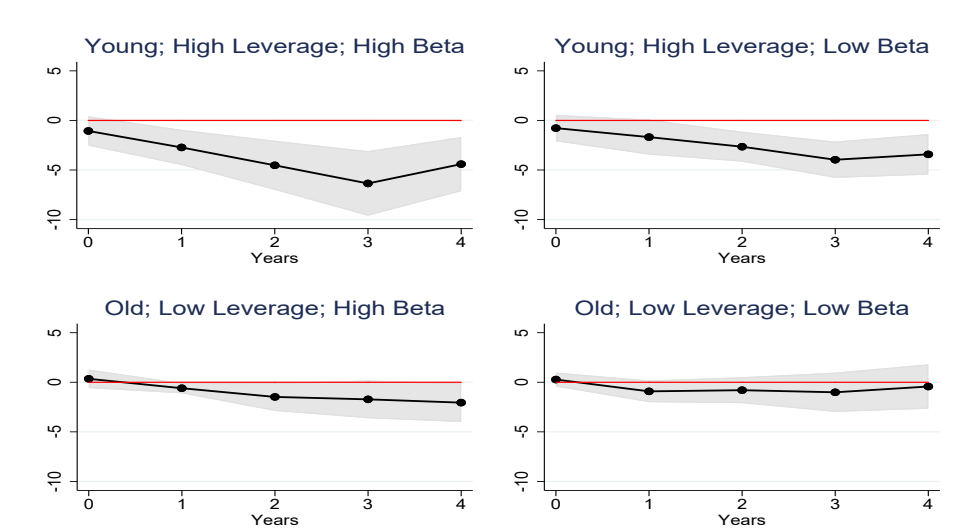 Young; High Leverage; High Beta
5
0
-5
-10
0 1 2 3 4
Years
Young; High Leverage; Low Beta
5
0
-5
-10
0 1 2 3 4
Years
Old; Low Leverage; High Beta
5
0
-5
-10
0 1 2 3 4
Years
Old; Low Leverage; Low Beta
5
0
-5
-10
0 1 2 3 4
Years